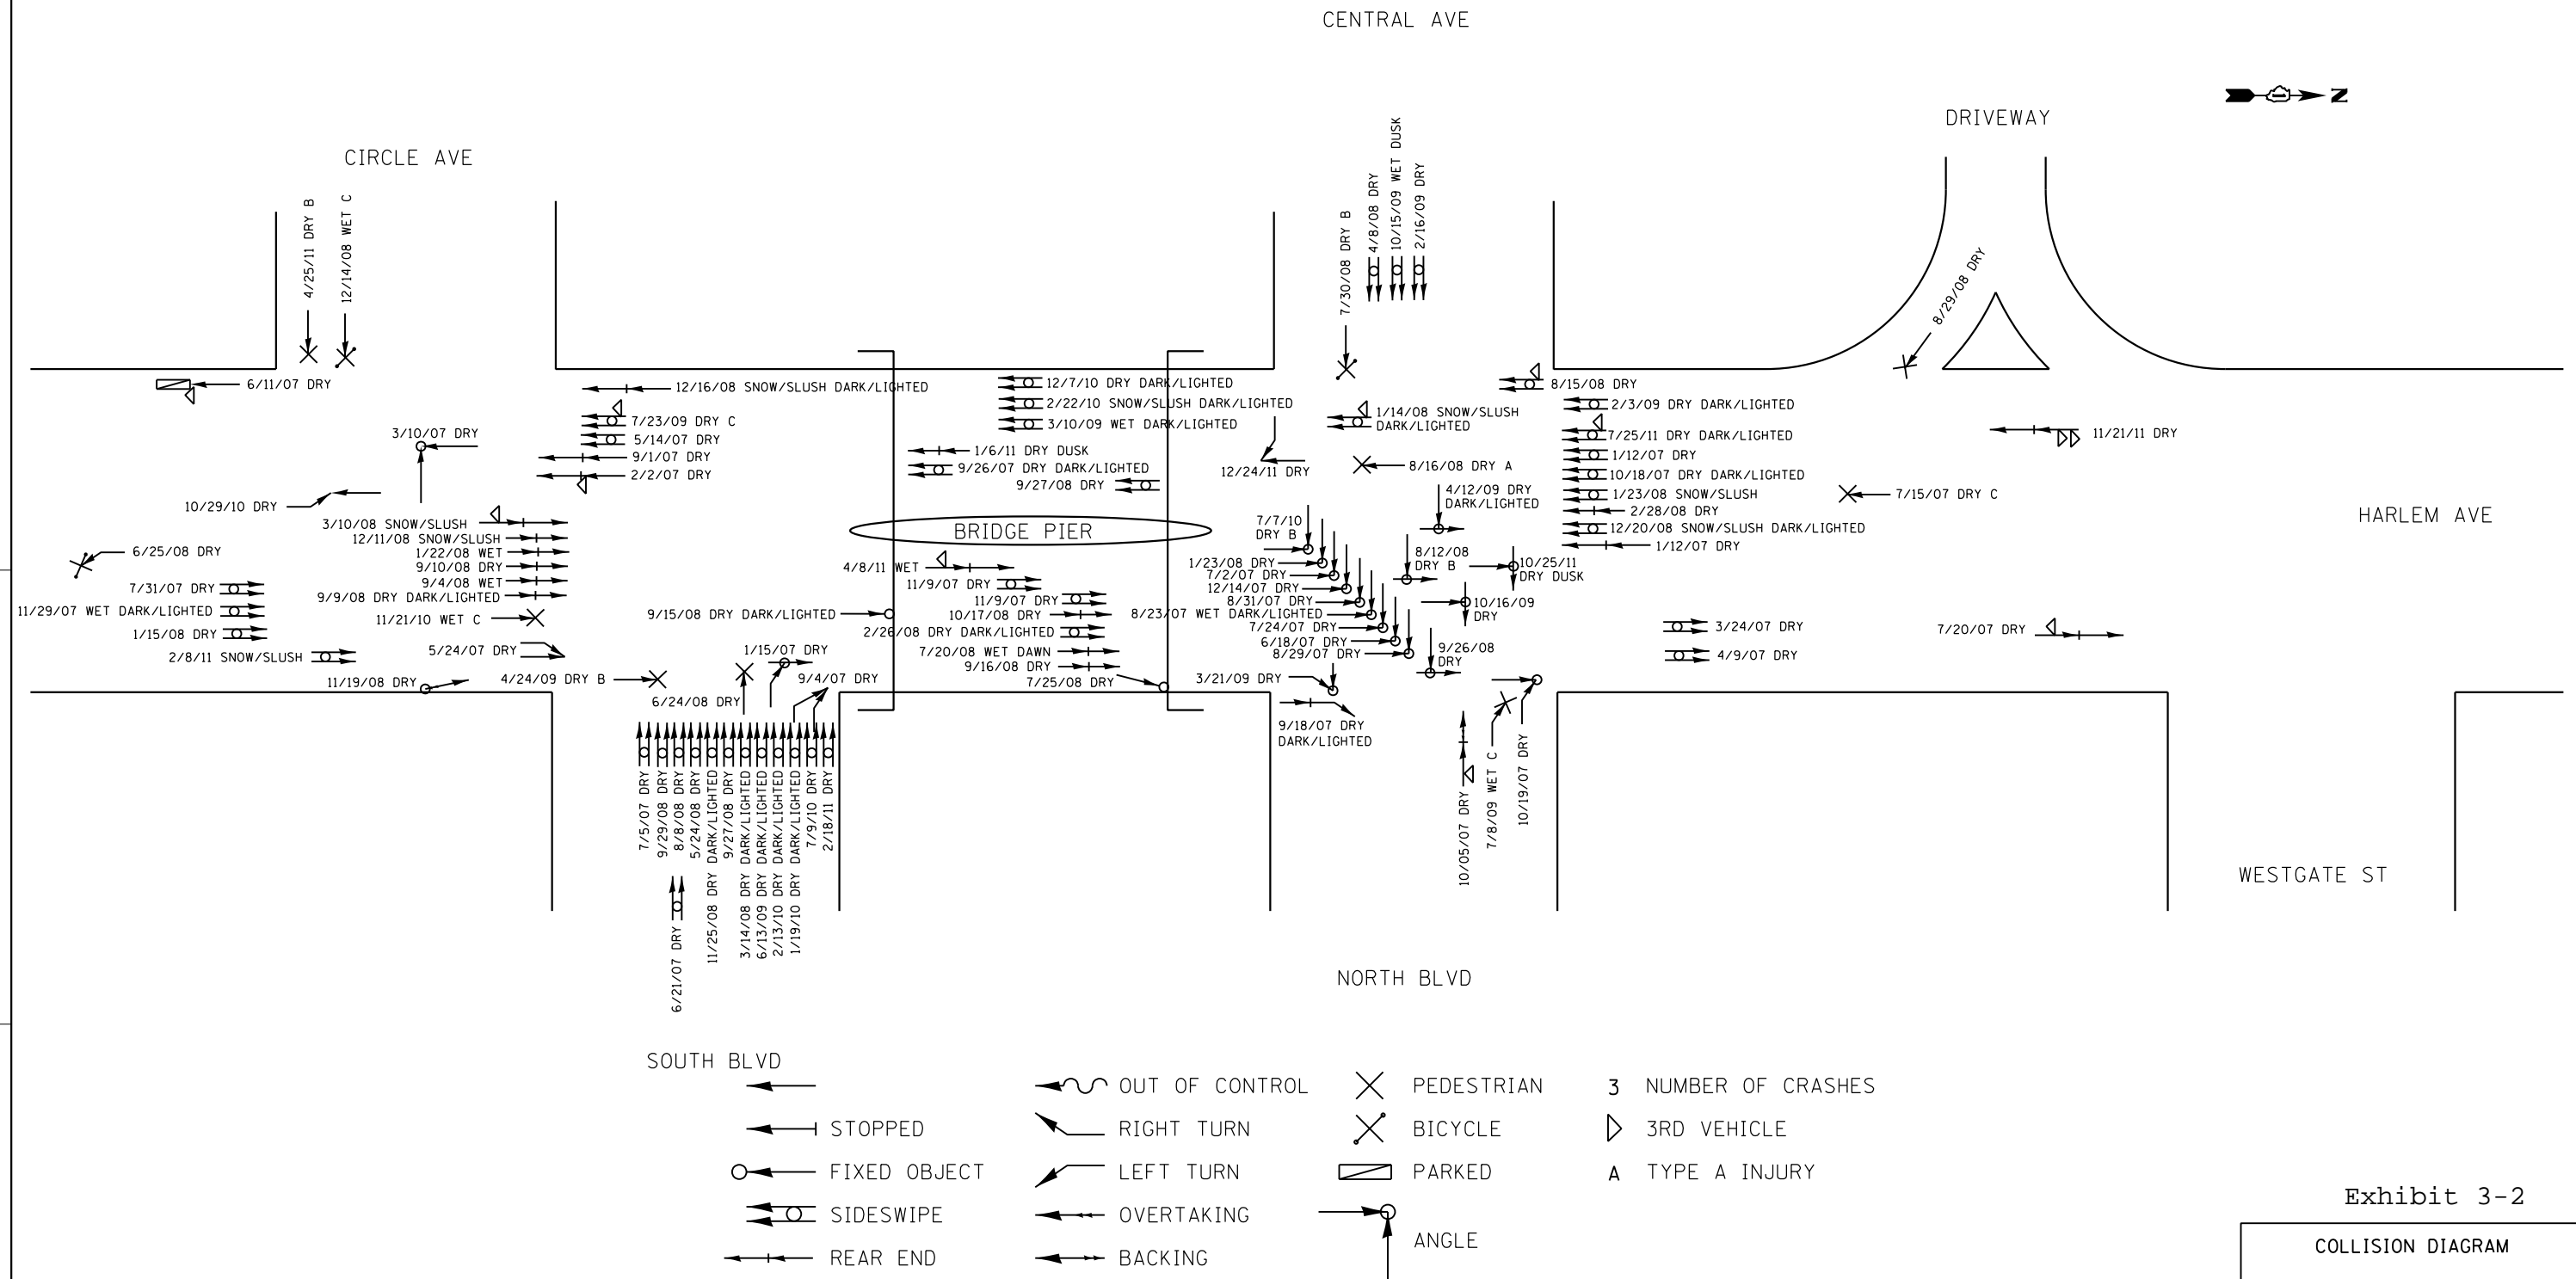 CENTRAL AVE
N
DRIVEWAY
CIRCLE AVE
4/25/11 DRY B
12/14/08 WET C
7/30/08 DRY B
4/8/08 DRY
10/15/09 WET DUSK
2/16/09 DRY
8/29/08 DRY
6/11/07 DRY
12/16/08 SNOW/SLUSH DARK/LIGHTED
7/23/09 DRY C
5/14/07 DRY
9/1/07 DRY
2/2/07 DRY
3/10/07 DRY
10/29/10 DRY
3/10/08 SNOW/SLUSH
12/11/08 SNOW/SLUSH
1/22/08 WET
9/10/08 DRY
9/4/08 WET
9/9/08 DRY DARK/LIGHTED
11/21/10 WET C
6/25/08 DRY
7/31/07 DRY
11/29/07 WET DARK/LIGHTED
1/15/08 DRY
2/8/11 SNOW/SLUSH
5/24/07 DRY
11/19/08 DRY
4/24/09 DRY B
12/7/10 DRY DARK/LIGHTED
2/22/10 SNOW/SLUSH DARK/LIGHTED
3/10/09 WET DARK/LIGHTED
1/6/11 DRY DUSK
9/26/07 DRY DARK/LIGHTED
9/27/08 DRY
BRIDGE PIER
4/8/11 WET
11/9/07 DRY
11/9/07 DRY
9/15/08 DRY DARK/LIGHTED
10/17/08 DRY
2/26/08 DRY DARK/LIGHTED
7/20/08 WET DAWN
9/16/08 DRY
7/25/08 DRY
1/15/07 DRY
9/4/07 DRY
6/24/08 DRY
1/14/08 SNOW/SLUSH
DARK/LIGHTED
12/24/11 DRY
8/16/08 DRY A
4/12/09 DRY
DARK/LIGHTED
7/7/10
DRY B
1/23/08 DRY
7/2/07 DRY
12/14/07 DRY
8/31/07 DRY
8/23/07 WET DARK/LIGHTED
7/24/07 DRY
6/18/07 DRY
8/29/07 DRY
8/12/08
DRY B
10/25/11
DRY DUSK
10/16/09
DRY
9/26/08
DRY
3/21/09 DRY
9/18/07 DRY
DARK/LIGHTED
8/15/08 DRY
2/3/09 DRY DARK/LIGHTED
7/25/11 DRY DARK/LIGHTED
1/12/07 DRY
10/18/07 DRY DARK/LIGHTED
1/23/08 SNOW/SLUSH
2/28/08 DRY
12/20/08 SNOW/SLUSH DARK/LIGHTED
1/12/07 DRY
11/21/11 DRY
7/15/07 DRY C
HARLEM AVE
3/24/07 DRY
4/9/07 DRY
7/20/07 DRY
7/5/07 DRY
9/29/08 DRY
8/8/08 DRY
5/24/08 DRY
11/25/08 DRY DARK/LIGHTED
9/27/08 DRY
3/14/08 DRY DARK/LIGHTED
6/13/09 DRY DARK/LIGHTED
2/13/10 DRY DARK/LIGHTED
1/19/10 DRY DARK/LIGHTED
7/9/10 DRY
2/18/11 DRY
6/21/07 DRY
10/05/07 DRY
7/8/09 WET C
10/19/07 DRY
WESTGATE ST
NORTH BLVD
SOUTH BLVD
STOPPED
FIXED OBJECT
SIDESWIPE
REAR END
OUT OF CONTROL
RIGHT TURN
LEFT TURN
OVERTAKING
BACKING
PEDESTRIAN
BICYCLE
PARKED
ANGLE
3 NUMBER OF CRASHES
3RD VEHICLE
A TYPE A INJURY
Exhibit 3-2
COLLISION DIAGRAM